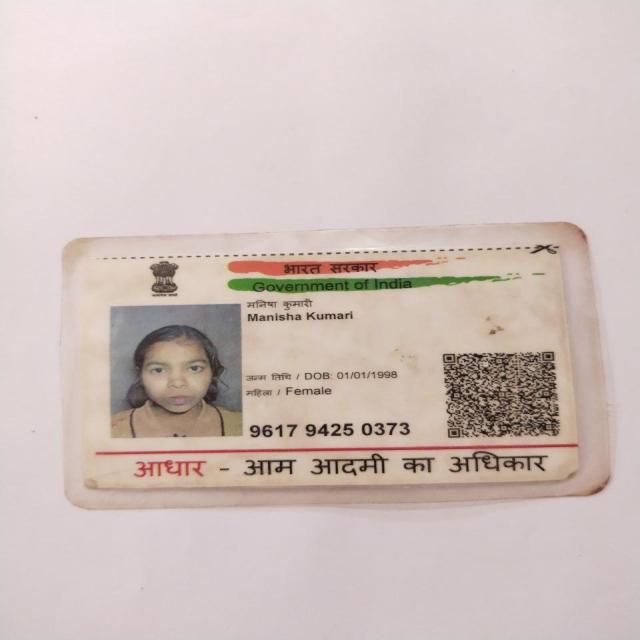 भारत सरकार
Government of India
मनिषा कुमारी
Manisha Kumari
जन्म तिथि / DOB: 01/01/1998
महिला / Female
9617 9425 0373
आधार - आम आदमी का अधिकार